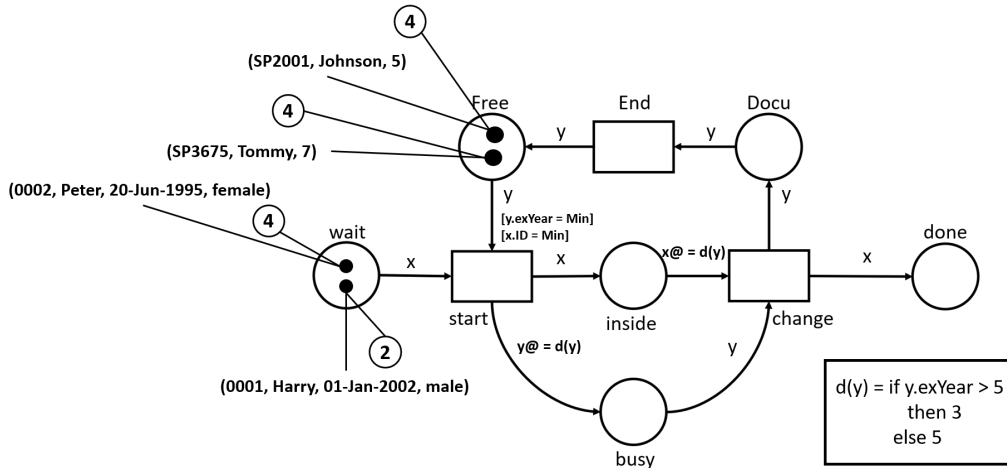 4
(SP2001, Johnson, 5)
Free
End
Docu
4
y
y
(SP3675, Tommy, 7)
(0002, Peter, 20-Jun-1995, female)
y
y
[y.exYear = Min]
[x.ID = Min]
4
wait
done
x
x
x@ = d(y)
x
start
inside
change
2
y@ = d(y)
y
(0001, Harry, 01-Jan-2002, male)
d(y) = if y.exYear > 5
then 3
else 5
busy